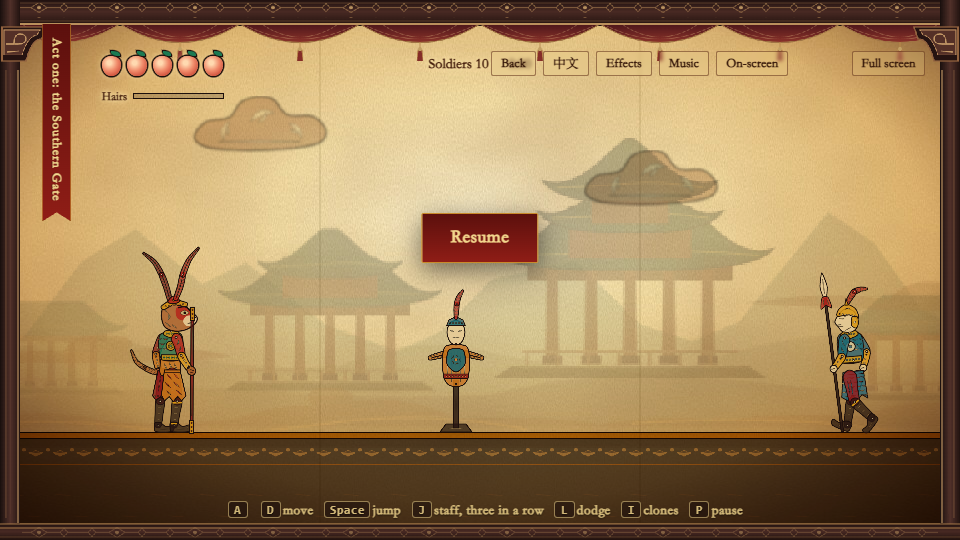 Act one: the Southern Gate
Soldiers 10 Back 中文 Effects Music On-screen Full screen
Hairs
Resume
A D move Space jump J staff, three in a row L dodge I clones P pause